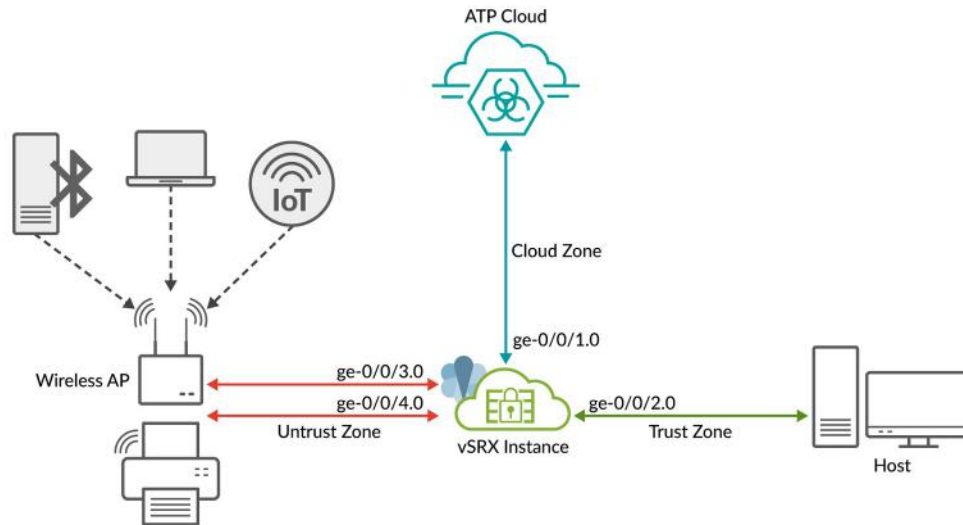 ATP Cloud
IoT
Cloud Zone
ge-0/0/1.0
Wireless AP
ge-0/0/3.0
ge-0/0/4.0
Untrust Zone
vSRX Instance
ge-0/0/2.0
Trust Zone
Host